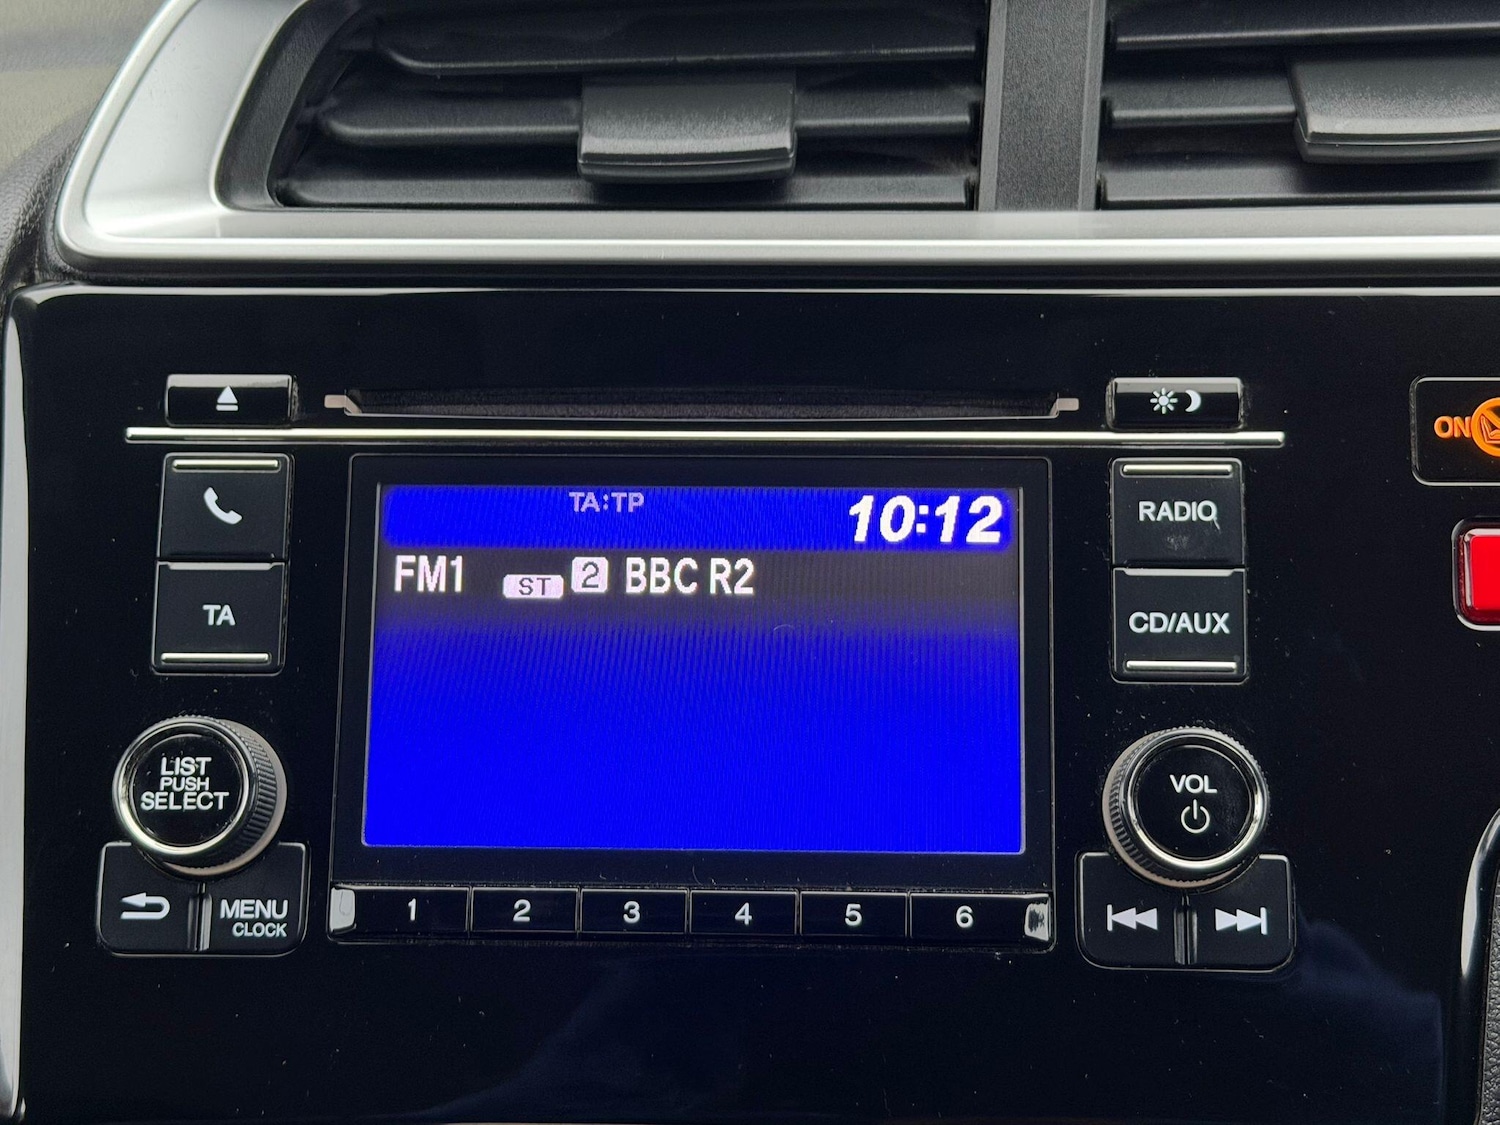 ON
TA:TP 10:12
FM1 ST 2 BBC R2
RADIO
TA
CD/AUX
LIST
PUSH
SELECT
VOL
MENU
CLOCK
1 2 3 4 5 6